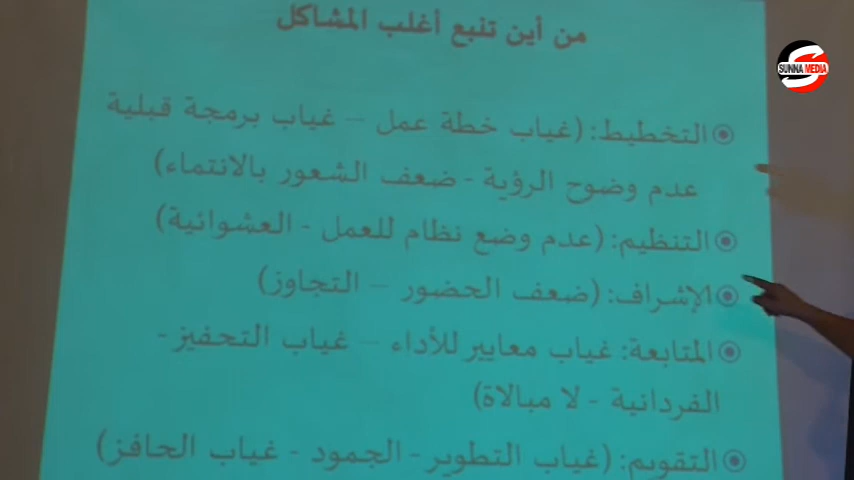 من أين تنبع أغلب المشاكل
SUNNA MEDIA
التخطيط: (غياب خطة عمل – غياب برمجة قبلية
عدم وضوح الرؤية - ضعف الشعور بالانتماء)
التنظيم: (عدم وضع نظام للعمل - العشوائية)
الإشراف: (ضعف الحضور – التجاوز)
المتابعة: غياب معايير للأداء – غياب التحفيز -
الفردانية - لا مبالاة)
التقويم: (غياب التطوير - الجمود - غياب الحافز)